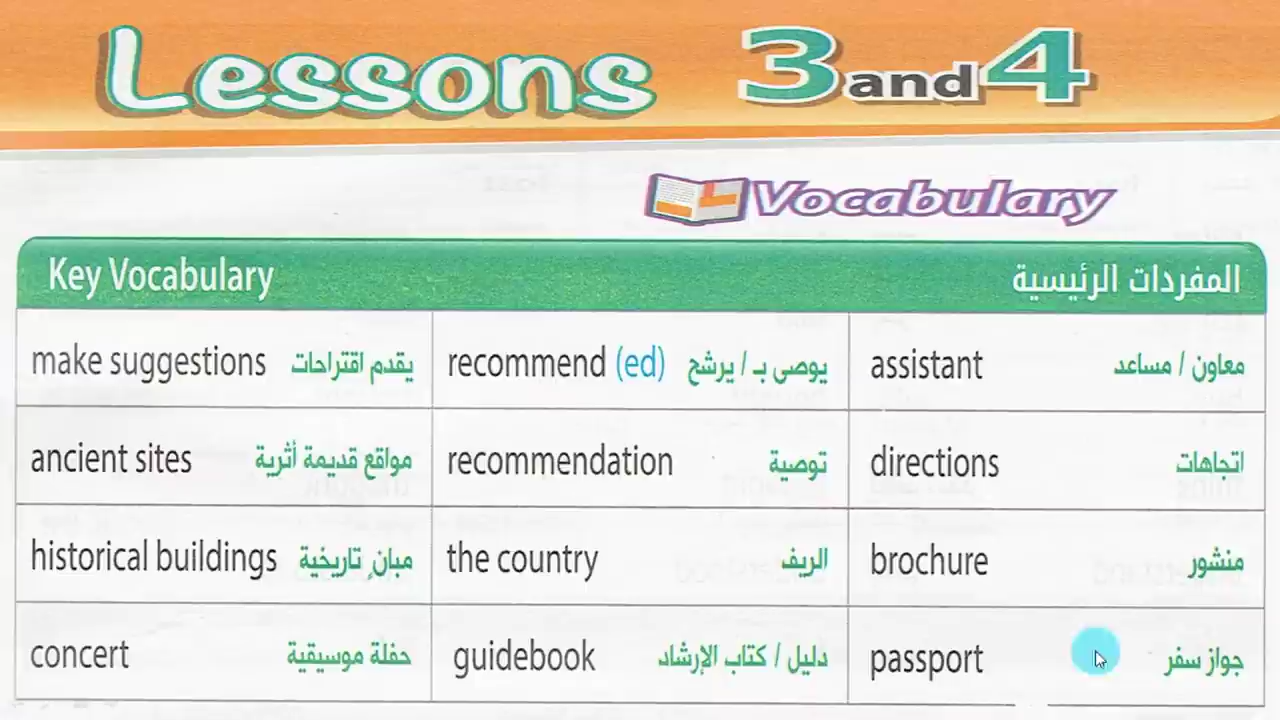 Lessons 3 and 4
Vocabulary
Key Vocabulary المفردات الرئيسية
make suggestions يقدم اقتراحات recommend (ed) يوصى بـ / يرشح assistant معاون / مساعد
ancient sites مواقع قديمة أثرية recommendation توصية directions اتجاهات
historical buildings مبانٍ تاريخية the country الريف brochure منشور
concert حفلة موسيقية guidebook دليل / كتاب الإرشاد passport جواز سفر